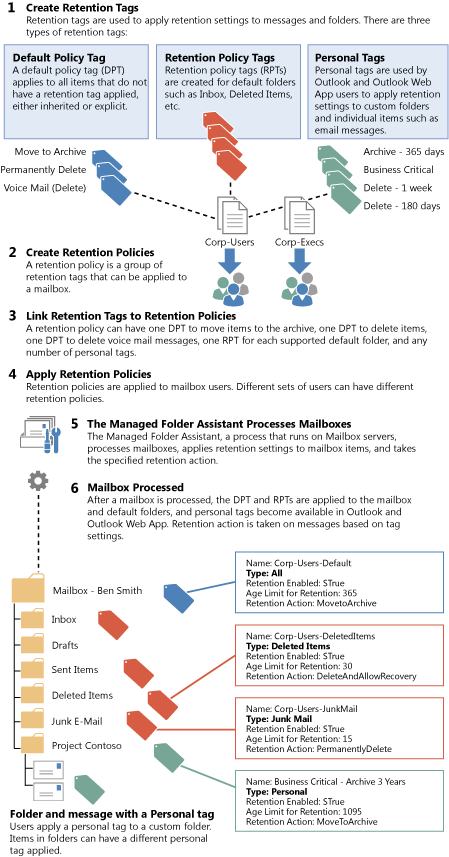 1 Create Retention Tags
Retention tags are used to apply retention settings to messages and folders. There are three
types of retention tags:
Default Policy Tag
A default policy tag (DPT)
applies to all items that do not
have a retention tag applied,
either inherited or explicit.
Retention Policy Tags
Retention policy tags (RPTs)
are created for default folders
such as Inbox, Deleted Items,
etc.
Personal Tags
Personal tags are used by
Outlook and Outlook Web
App users to apply retention
settings to custom folders
and individual items such as
email messages.
Move to Archive
Permanently Delete
Voice Mail (Delete)
Archive - 365 days
Business Critical
Delete - 1 week
Delete - 180 days
Corp-Users
Corp-Execs
2 Create Retention Policies
A retention policy is a group of
retention tags that can be applied to
a mailbox.
3 Link Retention Tags to Retention Policies
A retention policy can have one DPT to move items to the archive, one DPT to delete items,
one DPT to delete voice mail messages, one RPT for each supported default folder, and any
number of personal tags.
4 Apply Retention Policies
Retention policies are applied to mailbox users. Different sets of users can have different
retention policies.
5 The Managed Folder Assistant Processes Mailboxes
The Managed Folder Assistant, a process that runs on Mailbox servers,
processes mailboxes, applies retention settings to mailbox items, and takes
the specified retention action.
6 Mailbox Processed
After a mailbox is processed, the DPT and RPTs are applied to the mailbox
and default folders, and personal tags become available in Outlook and
Outlook Web App. Retention action is taken on messages based on tag
settings.
Mailbox - Ben Smith
Inbox
Drafts
Sent Items
Deleted Items
Junk E-Mail
Project Contoso
Name: Corp-Users-Default
Type: All
Retention Enabled: STrue
Age Limit for Retention: 365
Retention Action: MovetoArchive
Name: Corp-Users-DeletedItems
Type: Deleted Items
Retention Enabled: STrue
Age Limit for Retention: 30
Retention Action: DeleteAndAllowRecovery
Name: Corp-Users-JunkMail
Type: Junk Mail
Retention Enabled: STrue
Age Limit for Retention: 15
Retention Action: PermanentlyDelete
Name: Business Critical - Archive 3 Years
Type: Personal
Retention Enabled: STrue
Age Limit for Retention: 1095
Retention Action: MoveToArchive
Folder and message with a Personal tag
Users apply a personal tag to a custom folder.
Items in folders can have a different personal
tag applied.